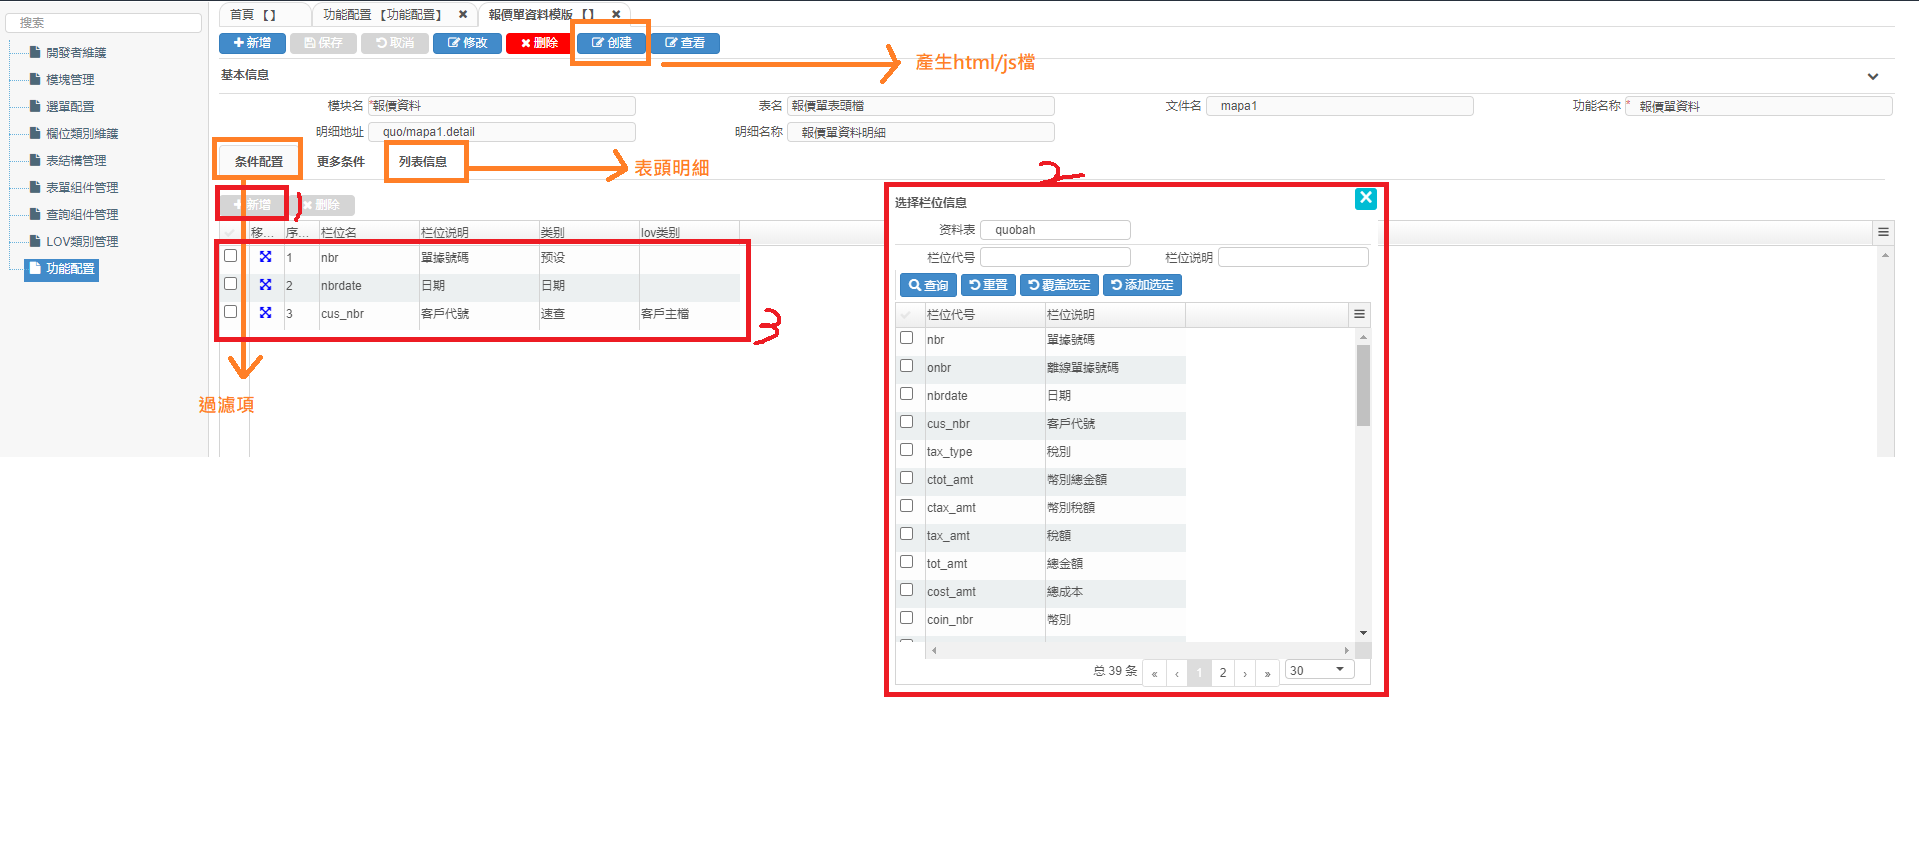 搜索
開發者維護
模塊管理
選單配置
欄位類別維護
表結構管理
表單組件管理
查詢組件管理
LOV類別管理
功能配置
首頁 【】
功能配置 【功能配置】 ✖
報價單資料模版 【】 ✖
新增 保存 取消 修改 删除 创建 查看
產生html/js檔
基本信息
模块名 *報價資料 表名 報價單表頭檔 文件名 mapa1 功能名称 * 報價單資料
明细地址 quo/mapa1.detail 明细名称 報價單資料明細
条件配置 更多条件 列表信息
表頭明細
新增 删除
1
移... 序... 栏位名 栏位说明 类别 lov类别
1 nbr 單據號碼 预设
2 nbrdate 日期 日期
3 cus_nbr 客戶代號 速查 客戶主檔
3
過濾項
2
选择栏位信息
资料表 quobah
栏位代号 栏位说明
查询 重置 覆盖选定 添加选定
栏位代号 栏位说明
nbr 單據號碼
onbr 離線單據號碼
nbrdate 日期
cus_nbr 客戶代號
tax_type 稅別
ctot_amt 幣別總金額
ctax_amt 幣別稅額
tax_amt 稅額
tot_amt 總金額
cost_amt 總成本
coin_nbr 幣別
总 39 条 « ‹ 1 2 › » 30